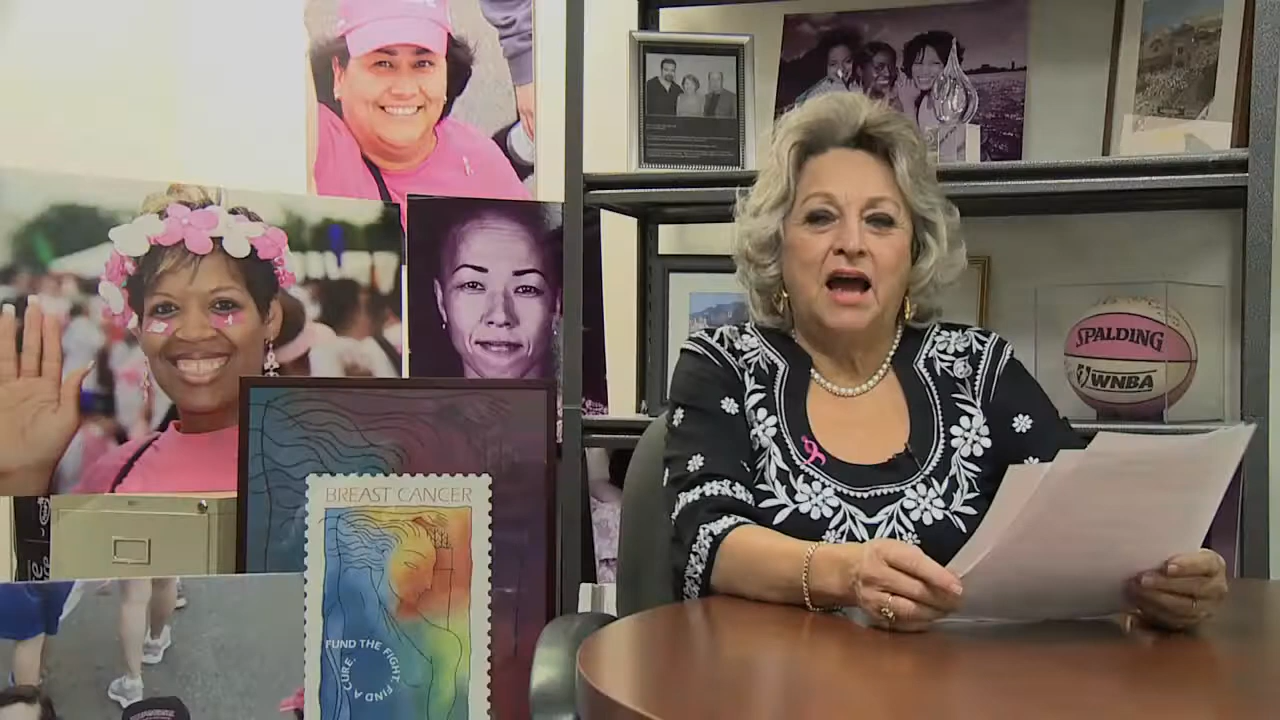 SPALDING
WNBA
BREAST CANCER
FUND THE FIGHT. FIND A CURE.